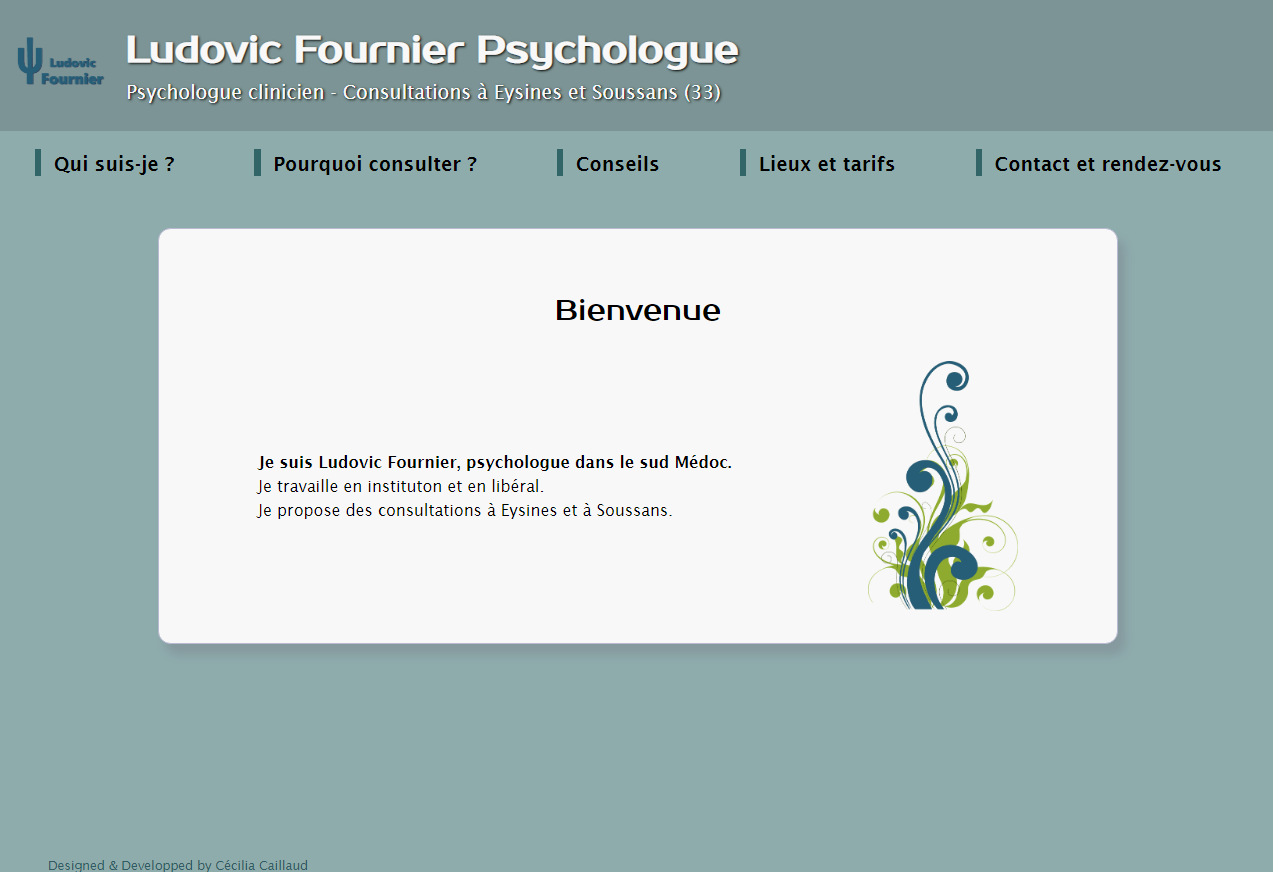 Ludovic
Fournier
Ludovic Fournier Psychologue
Psychologue clinicien - Consultations à Eysines et Soussans (33)
Qui suis-je ? Pourquoi consulter ? Conseils Lieux et tarifs Contact et rendez-vous
Bienvenue
Je suis Ludovic Fournier, psychologue dans le sud Médoc.
Je travaille en instituton et en libéral.
Je propose des consultations à Eysines et à Soussans.
Designed & Developped by Cécilia Caillaud